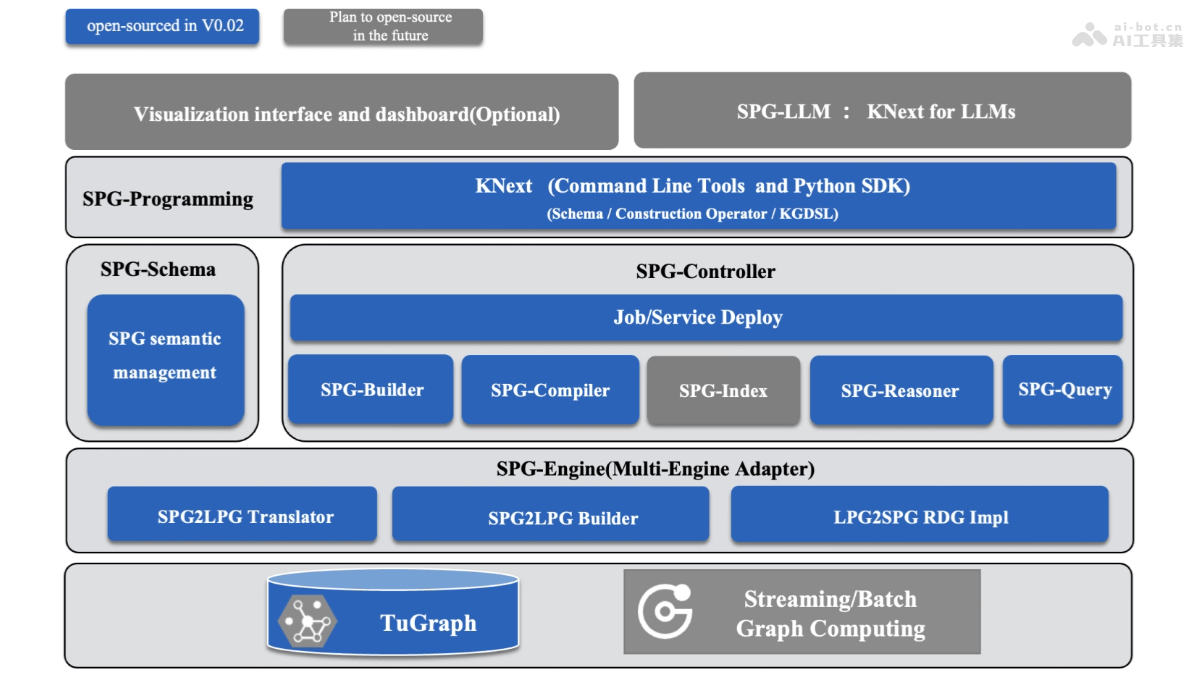 open-sourced in V0.02
Plan to open-source
in the future
ai-bot.cn
AI工具集
Visualization interface and dashboard(Optional)
SPG-LLM ： KNext for LLMs
SPG-Programming
KNext (Command Line Tools and Python SDK)
(Schema / Construction Operator / KGDSL)
SPG-Schema
SPG semantic
management
SPG-Controller
Job/Service Deploy
SPG-Builder
SPG-Compiler
SPG-Index
SPG-Reasoner
SPG-Query
SPG-Engine(Multi-Engine Adapter)
SPG2LPG Translator
SPG2LPG Builder
LPG2SPG RDG Impl
TuGraph
Streaming/Batch
Graph Computing